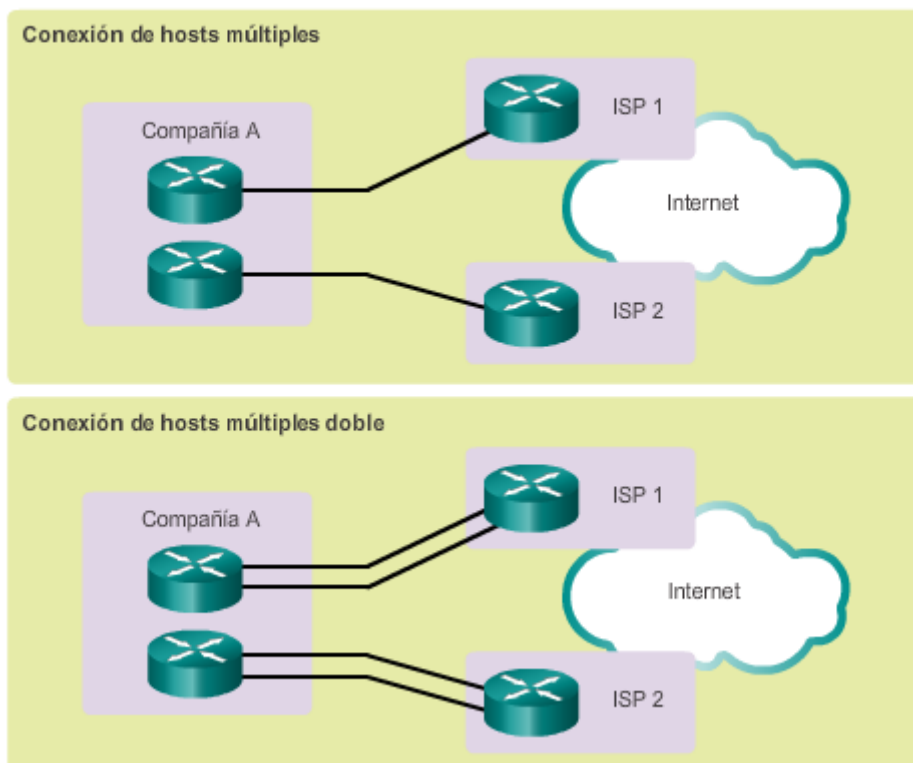 Conexión de hosts múltiples
Compañía A
ISP 1
Internet
ISP 2
Conexión de hosts múltiples doble
Compañía A
ISP 1
Internet
ISP 2